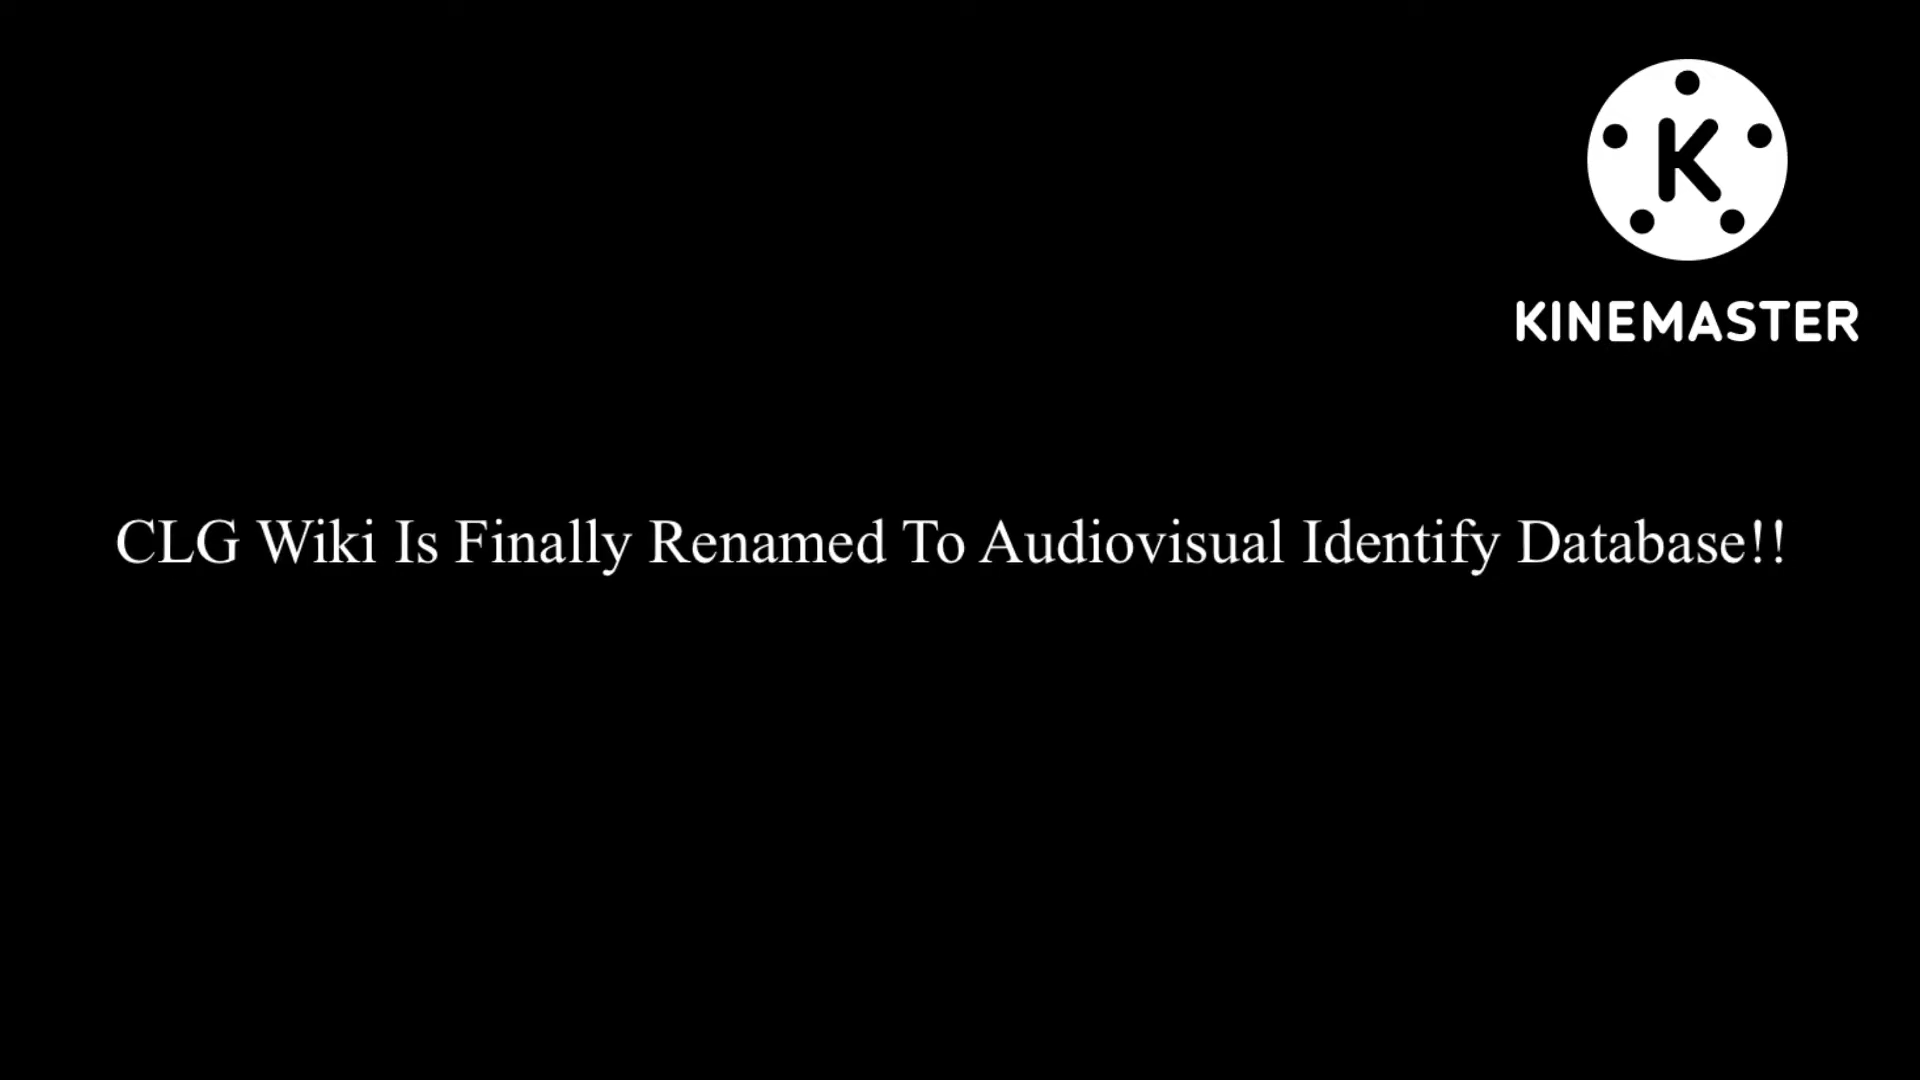 K
KINEMASTER
CLG Wiki Is Finally Renamed To Audiovisual Identify Database!!